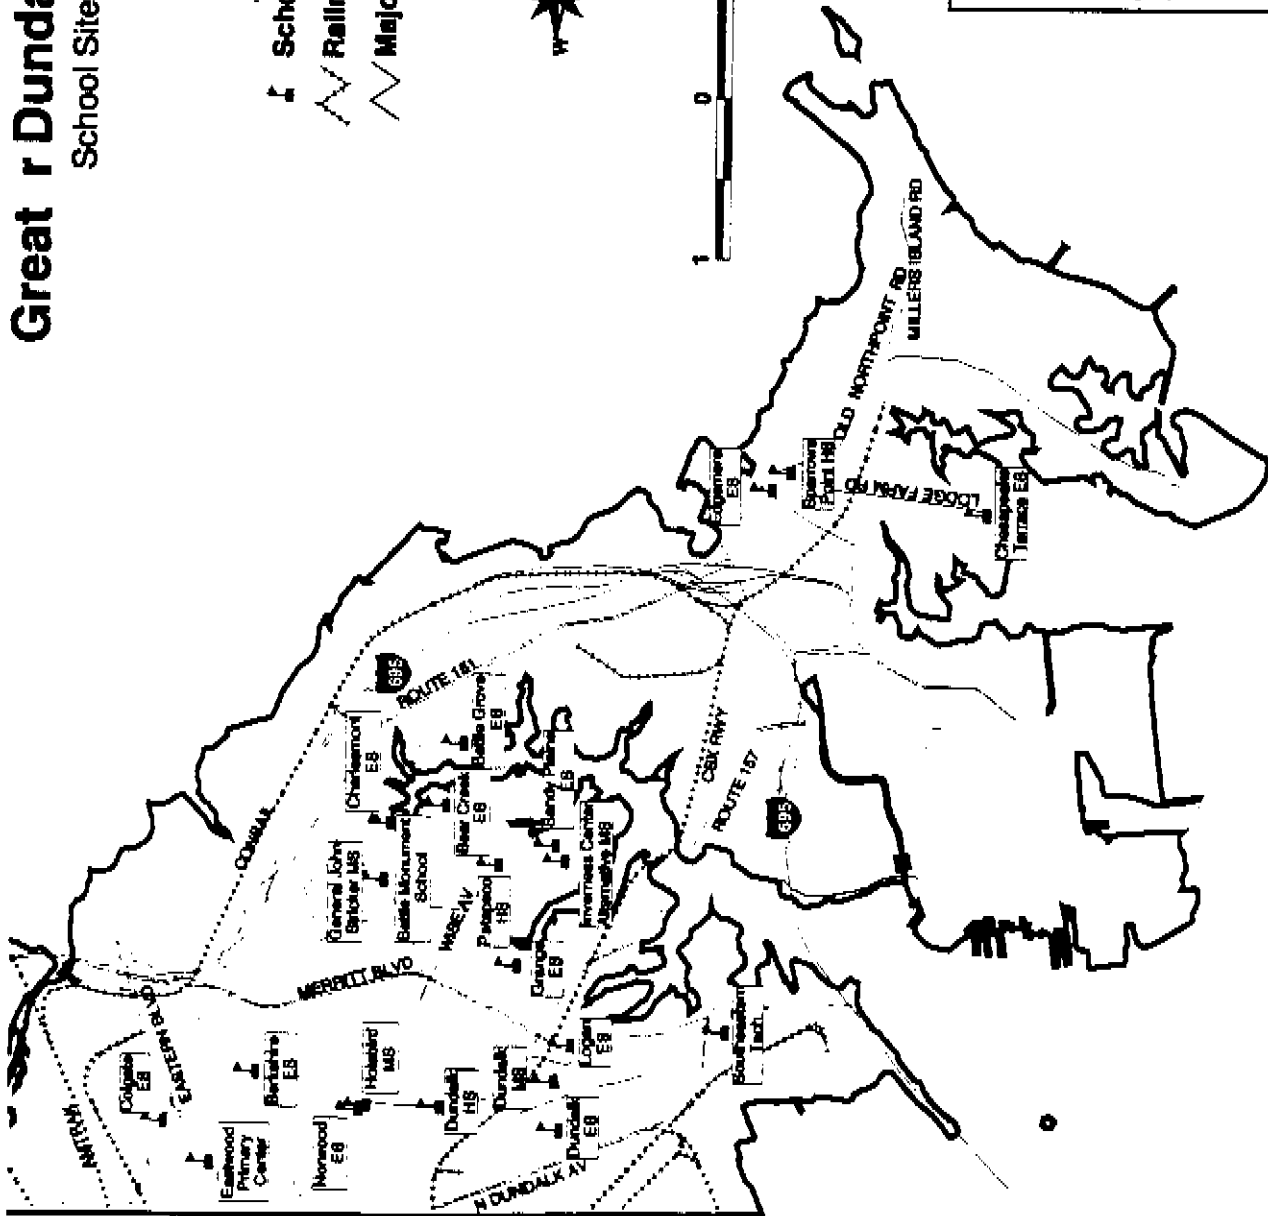 Great r Dunda
School Site
Scho
Railr
Majo
W
1
0
AMTRAK
EASTERN BLVD
Colgate
ES
Eastwood
Primary
Center
Berkshire
ES
Norwood
ES
Holabird
MS
Dundalk
HS
Dundalk
MS
Dundalk
ES
Logan
ES
N DUNDALK AV
MERRITT BLVD
CONRAIL
General John
Stricker MS
Charlesmont
ES
Battle Monument
School
WISE AV
Patapsco
HS
Grange
ES
Bear Creek
ES
Battle Grove
ES
Sandy Plains
ES
Inverness Center
Alternative MS
Southeastern
Tech
695
ROUTE 151
CSX RWY
ROUTE 157
695
Edgemere
ES
Sparrows
Point HS
OLD NORTHPOINT RD
MILLERS ISLAND RD
LODGE FARM RD
Chesapeake
Terrace ES